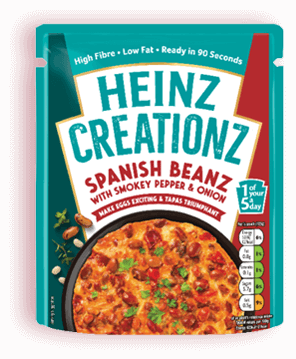 High Fibre • Low Fat • Ready in 90 Seconds
HEINZ
CREATIONZ
SPANISH BEANZ
WITH SMOKEY PEPPER & ONION
MAKE EGGS EXCITING & TAPAS TRIUMPHANT
1 of
your
5 a
day